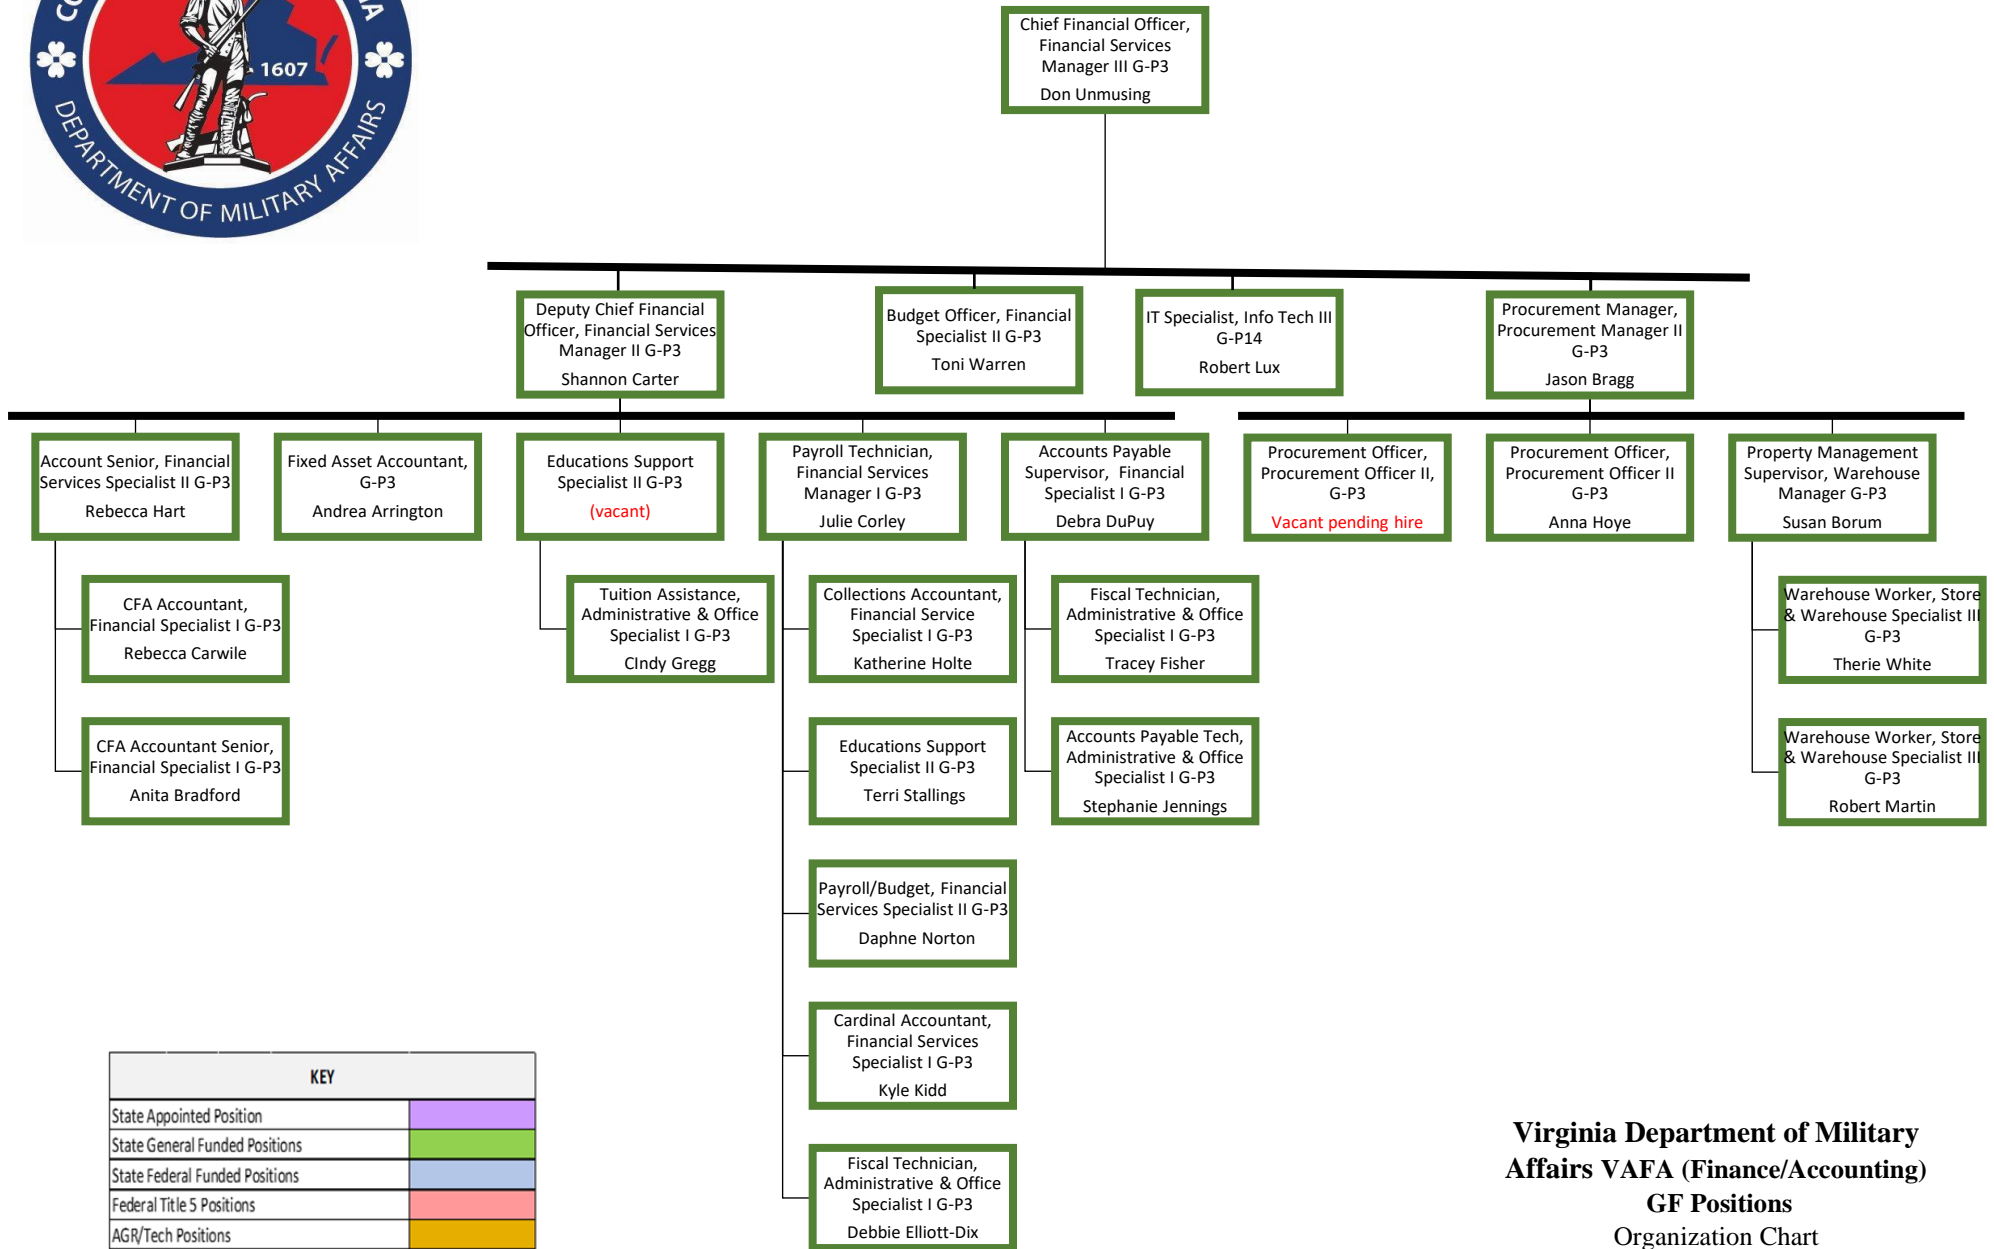 CO
IA
1607
DEPARTMENT OF MILITARY AFFAIRS
Chief Financial Officer,
Financial Services
Manager III G-P3
Don Unmusing
Deputy Chief Financial
Officer, Financial Services
Manager II G-P3
Shannon Carter
Budget Officer, Financial
Specialist II G-P3
Toni Warren
IT Specialist, Info Tech III
G-P14
Robert Lux
Procurement Manager,
Procurement Manager II
G-P3
Jason Bragg
Account Senior, Financial
Services Specialist II G-P3
Rebecca Hart
Fixed Asset Accountant,
G-P3
Andrea Arrington
Educations Support
Specialist II G-P3
(vacant)
Payroll Technician,
Financial Services
Manager I G-P3
Julie Corley
Accounts Payable
Supervisor, Financial
Specialist I G-P3
Debra DuPuy
Procurement Officer,
Procurement Officer II,
G-P3
Vacant pending hire
Procurement Officer,
Procurement Officer II
G-P3
Anna Hoye
Property Management
Supervisor, Warehouse
Manager G-P3
Susan Borum
CFA Accountant,
Financial Specialist I G-P3
Rebecca Carwile
Tuition Assistance,
Administrative & Office
Specialist I G-P3
CIndy Gregg
Collections Accountant,
Financial Service
Specialist I G-P3
Katherine Holte
Fiscal Technician,
Administrative & Office
Specialist I G-P3
Tracey Fisher
Warehouse Worker, Store
& Warehouse Specialist III
G-P3
Therie White
CFA Accountant Senior,
Financial Specialist I G-P3
Anita Bradford
Educations Support
Specialist II G-P3
Terri Stallings
Accounts Payable Tech,
Administrative & Office
Specialist I G-P3
Stephanie Jennings
Warehouse Worker, Store
& Warehouse Specialist III
G-P3
Robert Martin
Payroll/Budget, Financial
Services Specialist II G-P3
Daphne Norton
Cardinal Accountant,
Financial Services
Specialist I G-P3
Kyle Kidd
Fiscal Technician,
Administrative & Office
Specialist I G-P3
Debbie Elliott-Dix
KEY
State Appointed Position
State General Funded Positions
State Federal Funded Positions
Federal Title 5 Positions
AGR/Tech Positions
Virginia Department of Military
Affairs VAFA (Finance/Accounting)
GF Positions
Organization Chart